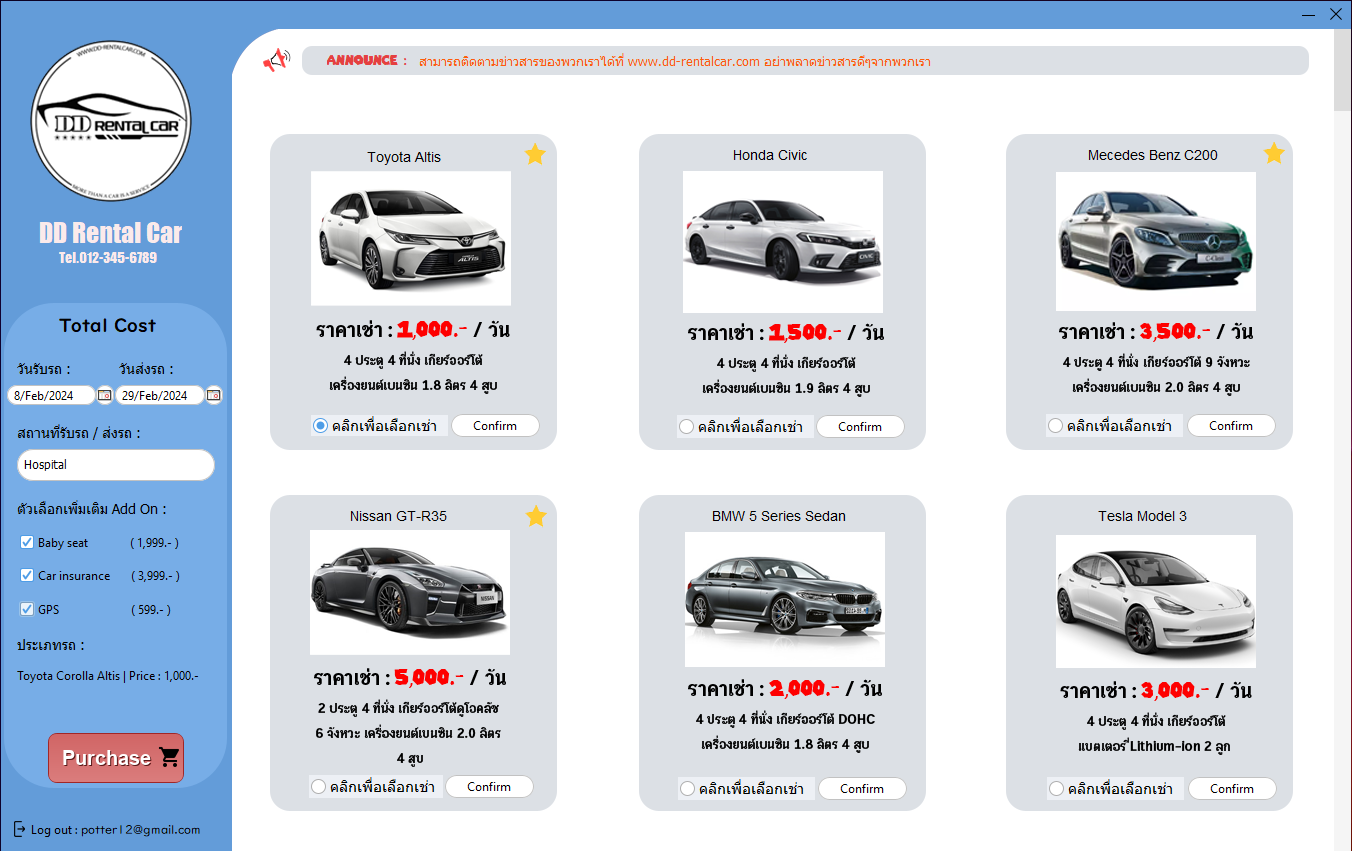 WWW.DD-RENTALCAR.COM
DD RENTAL CAR
MORE THAN A CAR IS A SERVICE
DD Rental Car
Tel.012-345-6789
Total Cost
วันรับรถ : วันส่งรถ :
8/Feb/2024 29/Feb/2024
สถานที่รับรถ / ส่งรถ :
Hospital
ตัวเลือกเพิ่มเติม Add On :
Baby seat ( 1,999.- )
Car insurance ( 3,999.- )
GPS ( 599.- )
ประเภทรถ :
Toyota Corolla Altis | Price : 1,000.-
Purchase
Log out : potter12@gmail.com
ANNOUNCE : สามารถติดตามข่าวสารของพวกเราได้ที่ www.dd-rentalcar.com อย่าพลาดข่าวสารดีๆจากพวกเรา
Toyota Altis
ALTIS
ราคาเช่า : 1,000.- / วัน
4 ประตู 4 ที่นั่ง เกียร์ออร์โต้
เครื่องยนต์เบนซิน 1.8 ลิตร 4 สูบ
คลิกเพื่อเลือกเช่า Confirm
Honda Civic
CIVIC
ราคาเช่า : 1,500.- / วัน
4 ประตู 4 ที่นั่ง เกียร์ออร์โต้
เครื่องยนต์เบนซิน 1.9 ลิตร 4 สูบ
คลิกเพื่อเลือกเช่า Confirm
Mecedes Benz C200
C-Class
ราคาเช่า : 3,500.- / วัน
4 ประตู 4 ที่นั่ง เกียร์ออร์โต้ 9 จังหวะ
เครื่องยนต์เบนซิน 2.0 ลิตร 4 สูบ
คลิกเพื่อเลือกเช่า Confirm
Nissan GT-R35
NISSAN
ราคาเช่า : 5,000.- / วัน
2 ประตู 4 ที่นั่ง เกียร์ออร์โต้ดูโอคลัช
6 จังหวะ เครื่องยนต์เบนซิน 2.0 ลิตร
4 สูบ
คลิกเพื่อเลือกเช่า Confirm
BMW 5 Series Sedan
ราคาเช่า : 2,000.- / วัน
4 ประตู 4 ที่นั่ง เกียร์ออร์โต้ DOHC
เครื่องยนต์เบนซิน 1.8 ลิตร 4 สูบ
คลิกเพื่อเลือกเช่า Confirm
Tesla Model 3
ราคาเช่า : 3,000.- / วัน
4 ประตู 4 ที่นั่ง เกียร์ออร์โต้
แบตเตอร์ี่ Lithium-Ion 2 ลูก
คลิกเพื่อเลือกเช่า Confirm